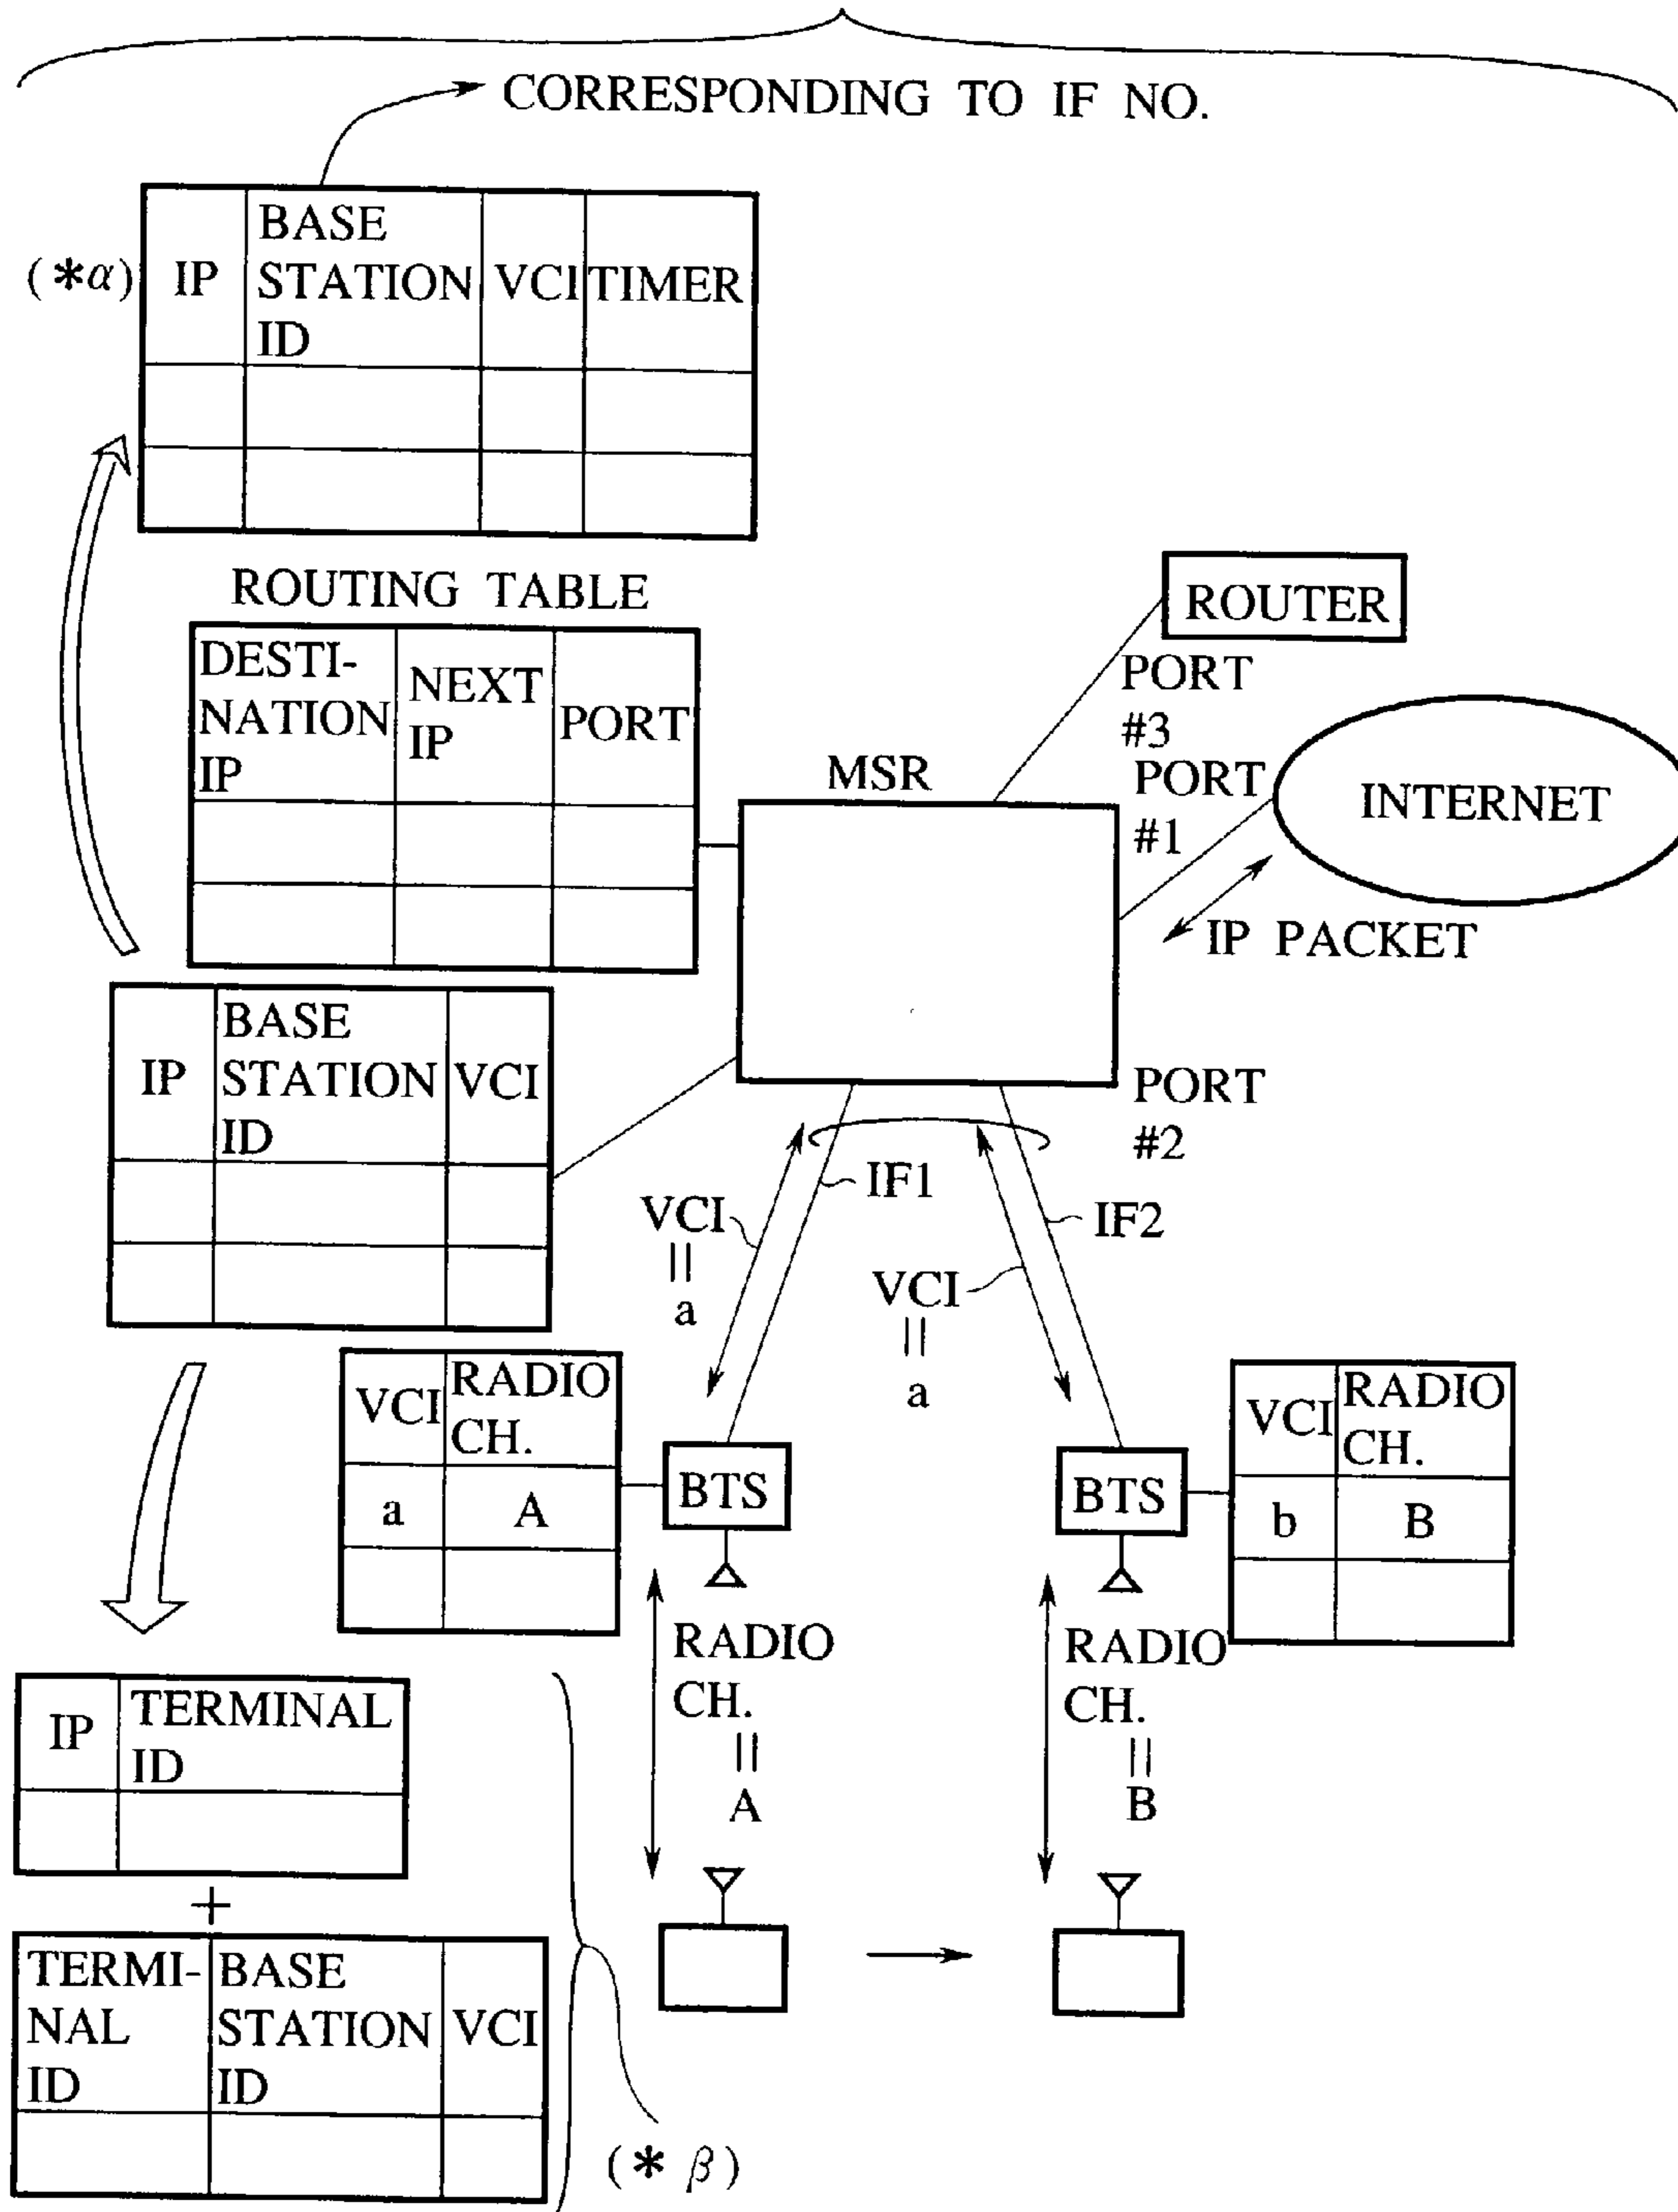 CORRESPONDING TO IF NO.
(*α)
IP
BASE
STATION
ID
VCI
TIMER
ROUTING TABLE
DESTI-
NATION
IP
NEXT
IP
PORT
ROUTER
PORT
#3
MSR
PORT
#1
INTERNET
IP PACKET
IP
BASE
STATION
ID
VCI
PORT
#2
IF1
IF2
VCI
=
a
VCI
=
a
VCI
RADIO
CH.
a
A
BTS
BTS
VCI
RADIO
CH.
b
B
RADIO
CH.
=
A
RADIO
CH.
=
B
IP
TERMINAL
ID
+
TERMI-
NAL
ID
BASE
STATION
ID
VCI
(* β)